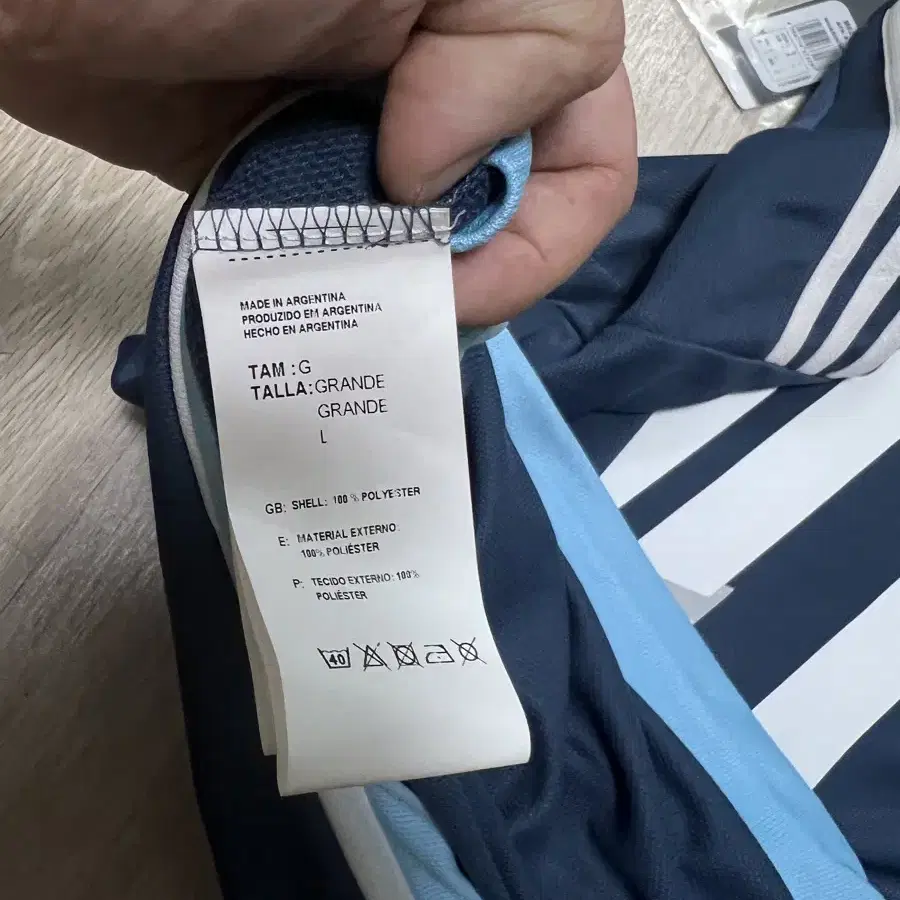 MADE IN ARGENTINA
PRODUZIDO EM ARGENTINA
HECHO EN ARGENTINA
TAM :G
TALLA:GRANDE
GRANDE
L
GB: SHELL: 100 % POLYESTER
E: MATERIAL EXTERNO:
100% POLIÉSTER
P: TECIDO EXTERNO: 100%
POLIÉSTER
40